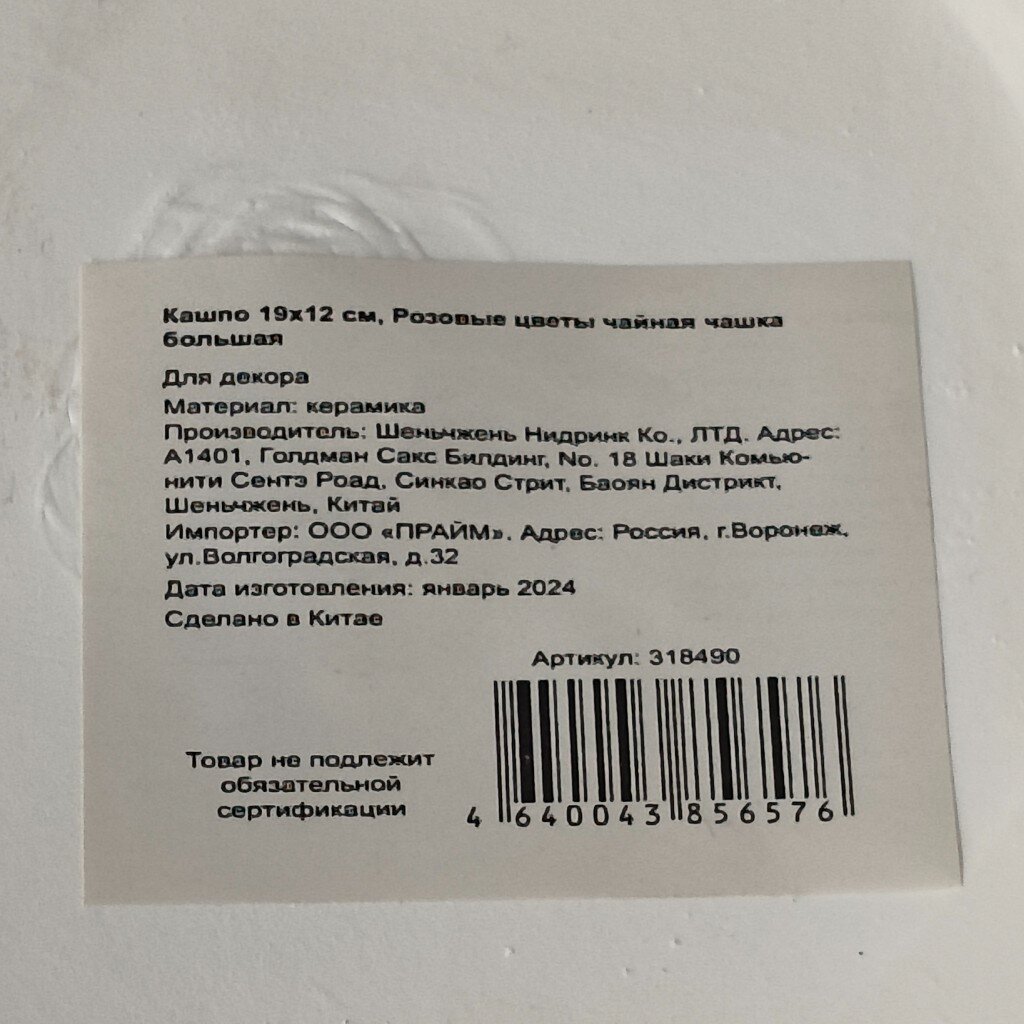 Кашпо 19х12 см, Розовые цветы чайная чашка
большая
Для декора
Материал: керамика
Производитель: Шеньчжень Нидринк Ко., ЛТД. Адрес:
А1401, Голдман Сакс Билдинг, No. 18 Шаки Комью-
нити Сентэ Роад, Синкао Стрит, Баоян Дистрикт,
Шеньчжень, Китай
Импортер: ООО «ПРАЙМ». Адрес: Россия, г.Воронеж,
ул.Волгоградская, д.32
Дата изготовления: январь 2024
Сделано в Китае
Артикул: 318490
Товар не подлежит
обязательной
сертификации
4 640043 856576